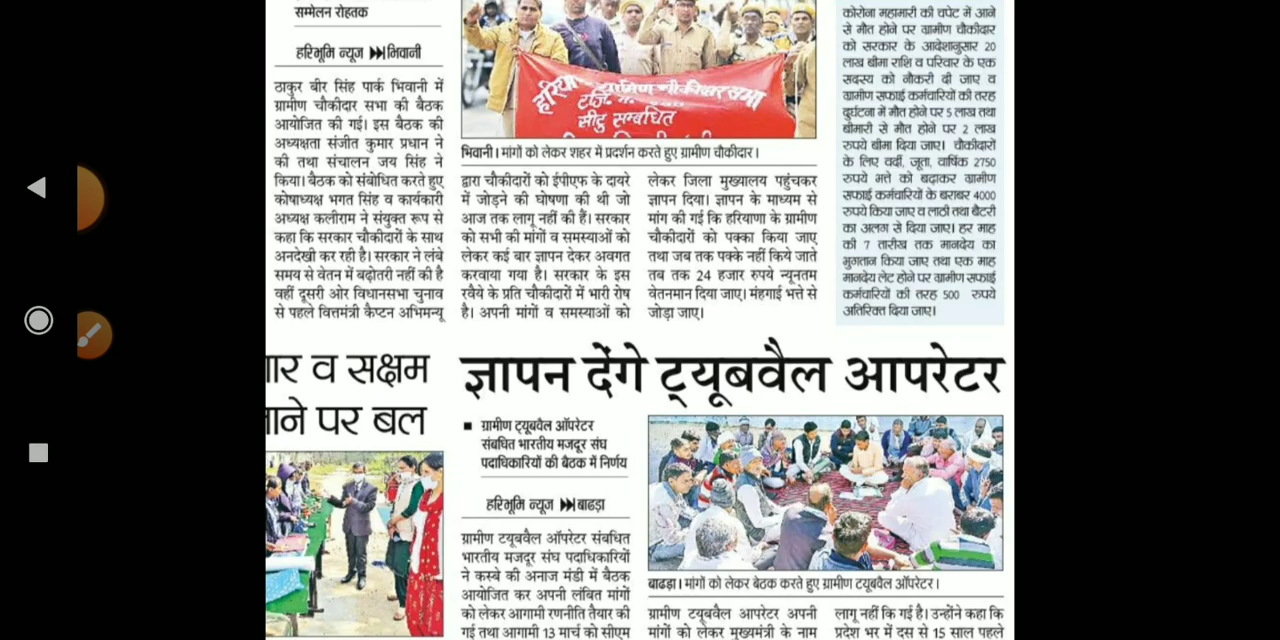 सम्मेलन रोहतक
हरिभूमि न्यूज ▶▶| भिवानी
ठाकुर बीर सिंह पार्क भिवानी में
ग्रामीण चौकीदार सभा की बैठक
आयोजित की गई। इस बैठक की
अध्यक्षता संजीत कुमार प्रधान ने
की तथा संचालन जय सिंह ने
किया। बैठक को संबोधित करते हुए
कोषाध्यक्ष भगत सिंह व कार्यकारी
अध्यक्ष कलीराम ने संयुक्त रूप से
कहा कि सरकार चौकीदारों के साथ
अनदेखी कर रही है। सरकार ने लंबे
समय से वेतन में बढ़ोतरी नहीं की है
वहीं दूसरी ओर विधानसभा चुनाव
से पहले वित्तमंत्री कैप्टन अभिमन्यू
ग्रामीण चौकीदार सभा
सीटू सम्बधित
भिवानी। मांगों को लेकर शहर में प्रदर्शन करते हुए ग्रामीण चौकीदार।
द्वारा चौकीदारों को ईपीएफ के दायरे
में जोड़ने की घोषणा की थी जो
आज तक लागू नहीं की हैं। सरकार
को सभी की मांगों व समस्याओं को
लेकर कई बार ज्ञापन देकर अवगत
करवाया गया है। सरकार के इस
रवैये के प्रति चौकीदारों में भारी रोष
है। अपनी मांगों व समस्याओं को
लेकर जिला मुख्यालय पहुंचकर
ज्ञापन दिया। ज्ञापन के माध्यम से
मांग की गई कि हरियाणा के ग्रामीण
चौकीदारों को पक्का किया जाए
तथा जब तक पक्के नहीं किये जाते
तब तक 24 हजार रुपये न्यूनतम
वेतनमान दिया जाए। मंहगाई भत्ते से
जोड़ा जाए।
कोरोना महामारी की चपेट में आने
से मौत होने पर ग्रामीण चौकीदार
को सरकार के आदेशानुसार 20
लाख बीमा राशि व परिवार के एक
सदस्य को नौकरी दी जाए व
ग्रामीण सफाई कर्मचारियों की तरह
दुर्घटना में मौत होने पर 5 लाख तथा
बीमारी से मौत होने पर 2 लाख
रुपये बीमा दिया जाए। चौकीदारों
के लिए वर्दी, जूता, वार्षिक 2750
रुपये भत्ते को बढ़ाकर ग्रामीण
सफाई कर्मचारियों के बराबर 4000
रुपये किया जाए व लाठी तथा बैटरी
का अलग से दिया जाए। हर माह
की 7 तारीख तक मानदेय का
भुगतान किया जाए तथा एक माह
मानदेय लेट होने पर ग्रामीण सफाई
कर्मचारियों की तरह 500 रुपये
अतिरिक्त दिया जाए।
व सक्षम
पर बल
ज्ञापन देंगे ट्यूबवैल आपरेटर
■ ग्रामीण ट्यूबवैल ऑपरेटर
संबधित भारतीय मजदूर संघ
पदाधिकारियों की बैठक में निर्णय
हरिभूमि न्यूज ▶▶| बाढड़ा
ग्रामीण टयूबवैल ऑपरेटर संबधित
भारतीय मजदूर संघ पदाधिकारियों
ने कस्बे की अनाज मंडी में बैठक
आयोजित कर अपनी लंबित मांगों
को लेकर आगामी रणनीति तैयार की
गई तथा आगामी 13 मार्च को सीएम
बाढड़ा। मांगों को लेकर बेठक करते हुए ग्रामीण टयूबवैल ऑपरेटर।
ग्रामीण टयूबवैल आपरेटर अपनी
मांगों को लेकर मुख्यमंत्री के नाम
लागू नहीं कि गई है। उन्होंने कहा कि
प्रदेश भर में दस से 15 साल पहले